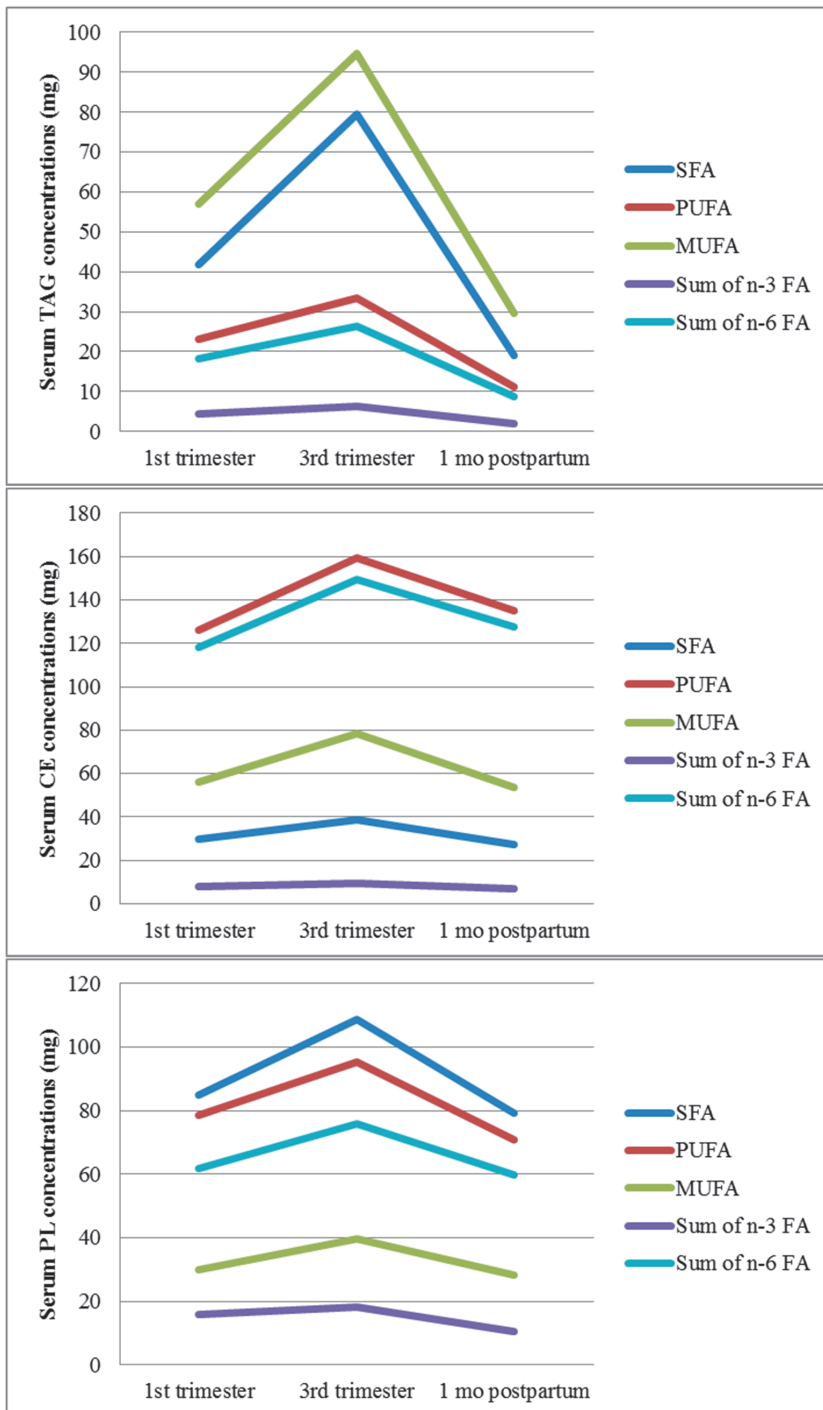 Serum TAG concentrations (mg)
100
90
80
70
60
50
40
30
20
10
0
1st trimester 3rd trimester 1 mo postpartum
SFA
PUFA
MUFA
Sum of n-3 FA
Sum of n-6 FA
Serum CE concentrations (mg)
180
160
140
120
100
80
60
40
20
0
1st trimester 3rd trimester 1 mo postpartum
SFA
PUFA
MUFA
Sum of n-3 FA
Sum of n-6 FA
Serum PL concentrations (mg)
120
100
80
60
40
20
0
1st trimester 3rd trimester 1 mo postpartum
SFA
PUFA
MUFA
Sum of n-3 FA
Sum of n-6 FA